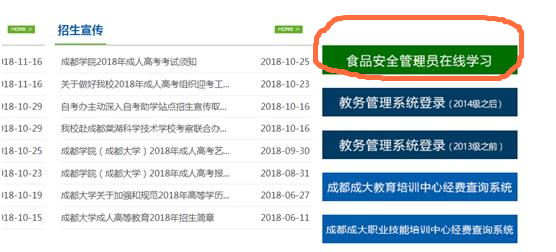 HOME >
招生宣传
HOME >
018-11-16
成都学院2018年成人高考考试须知
2018-10-25
018-11-16
关于做好我校2018年成人高考组织迎考工...
2018-10-23
018-10-29
自考办主动深入自考助学站点招生宣传取...
2018-10-16
018-10-29
我校赴成都棠湖科学技术学校考察联合办...
2018-10-16
018-10-25
成都学院（成都大学）2018年成人高考艺...
2018-09-30
018-10-23
成都学院（成都大学）2018年成人高考报...
2018-08-31
018-10-19
成都大学关于加强和规范2018年高等学历...
2018-06-27
018-10-15
成都大学成人高等教育2018年招生简章
2018-06-11
食品安全管理员在线学习
教务管理系统登录（2014级之后）
教务管理系统登录（2013级之前）
成都成大教育培训中心经费查询系统
成都成大职业技能培训中心经费查询系统